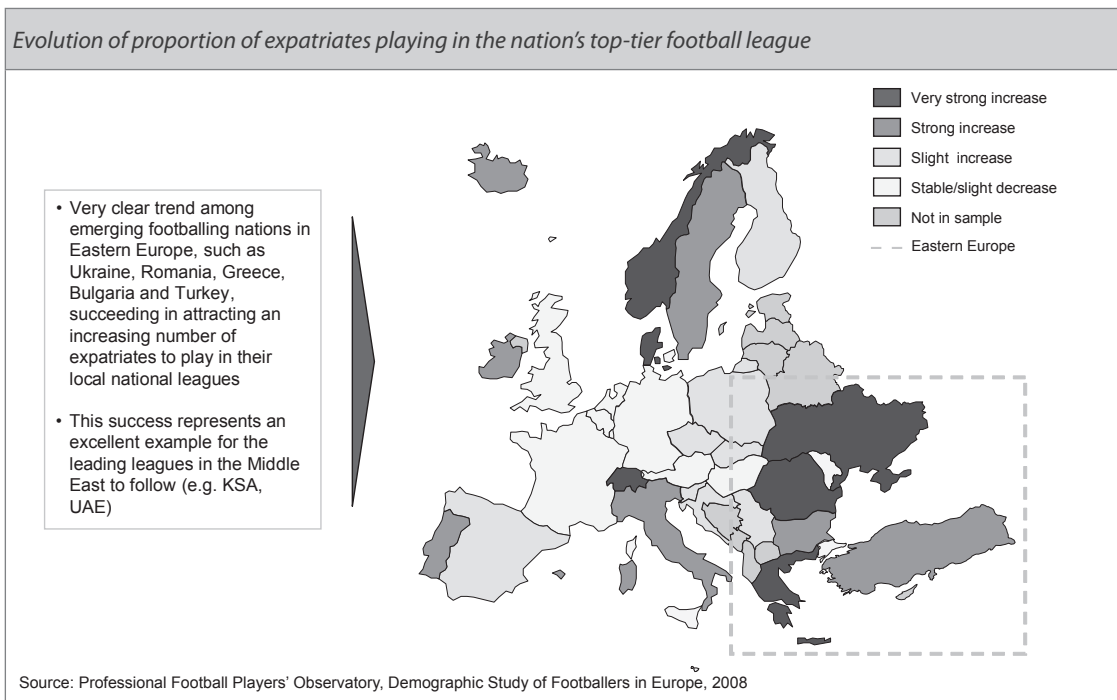 Evolution of proportion of expatriates playing in the nation's top-tier football league
Very strong increase
Strong increase
Slight increase
Stable/slight decrease
Not in sample
Eastern Europe
• Very clear trend among
emerging footballing nations in
Eastern Europe, such as
Ukraine, Romania, Greece,
Bulgaria and Turkey,
succeeding in attracting an
increasing number of
expatriates to play in their
local national leagues
• This success represents an
excellent example for the
leading leagues in the Middle
East to follow (e.g. KSA,
UAE)
Source: Professional Football Players' Observatory, Demographic Study of Footballers in Europe, 2008